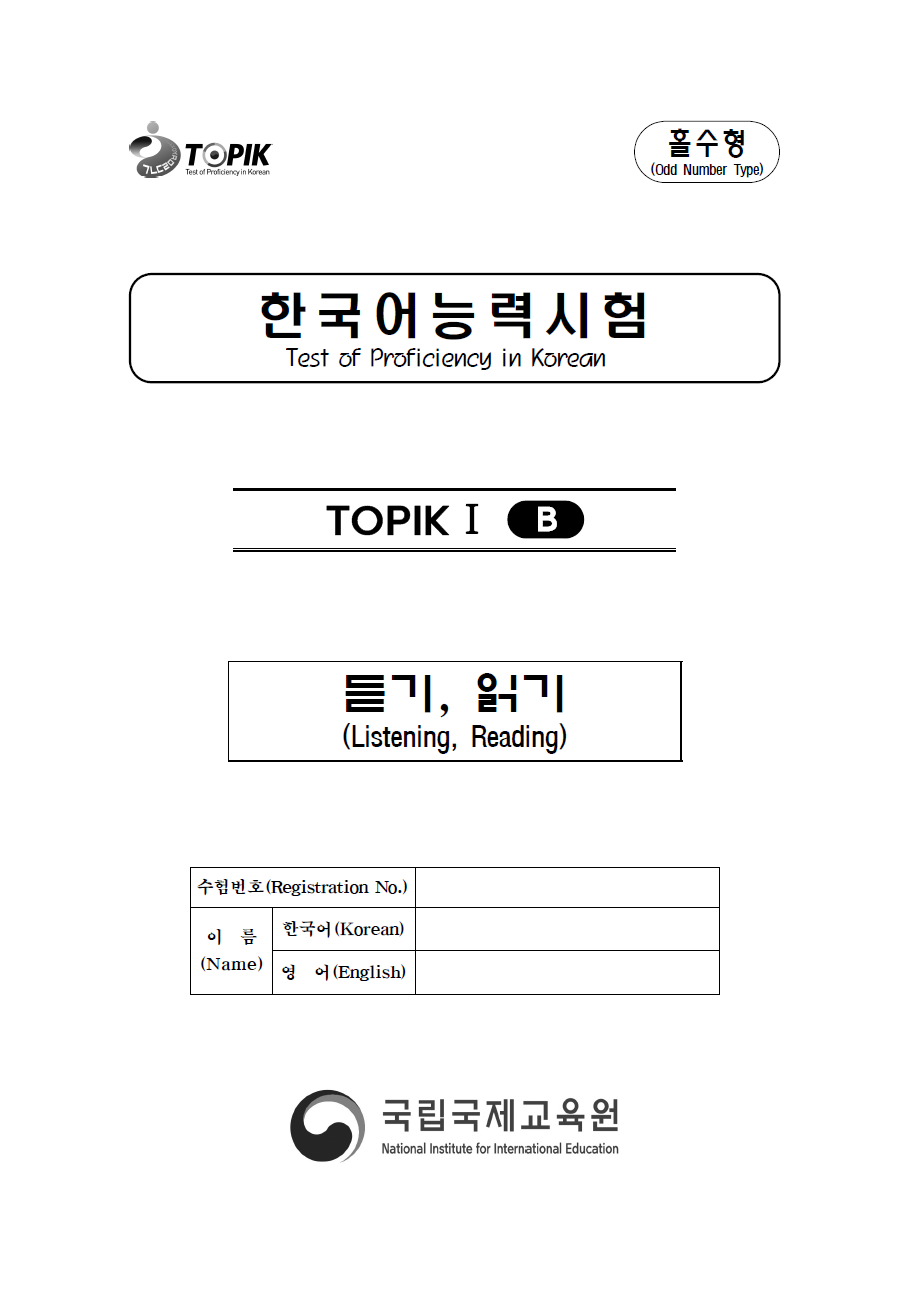 TOPIK
Test of Proficiency in Korean
홀수형
(Odd Number Type)
한국어능력시험
Test of Proficiency in Korean
TOPIK Ⅰ B
듣기, 읽기
(Listening, Reading)
수험번호(Registration No.)
이 름
(Name)
한국어(Korean)
영 어(English)
국립국제교육원
National Institute for International Education